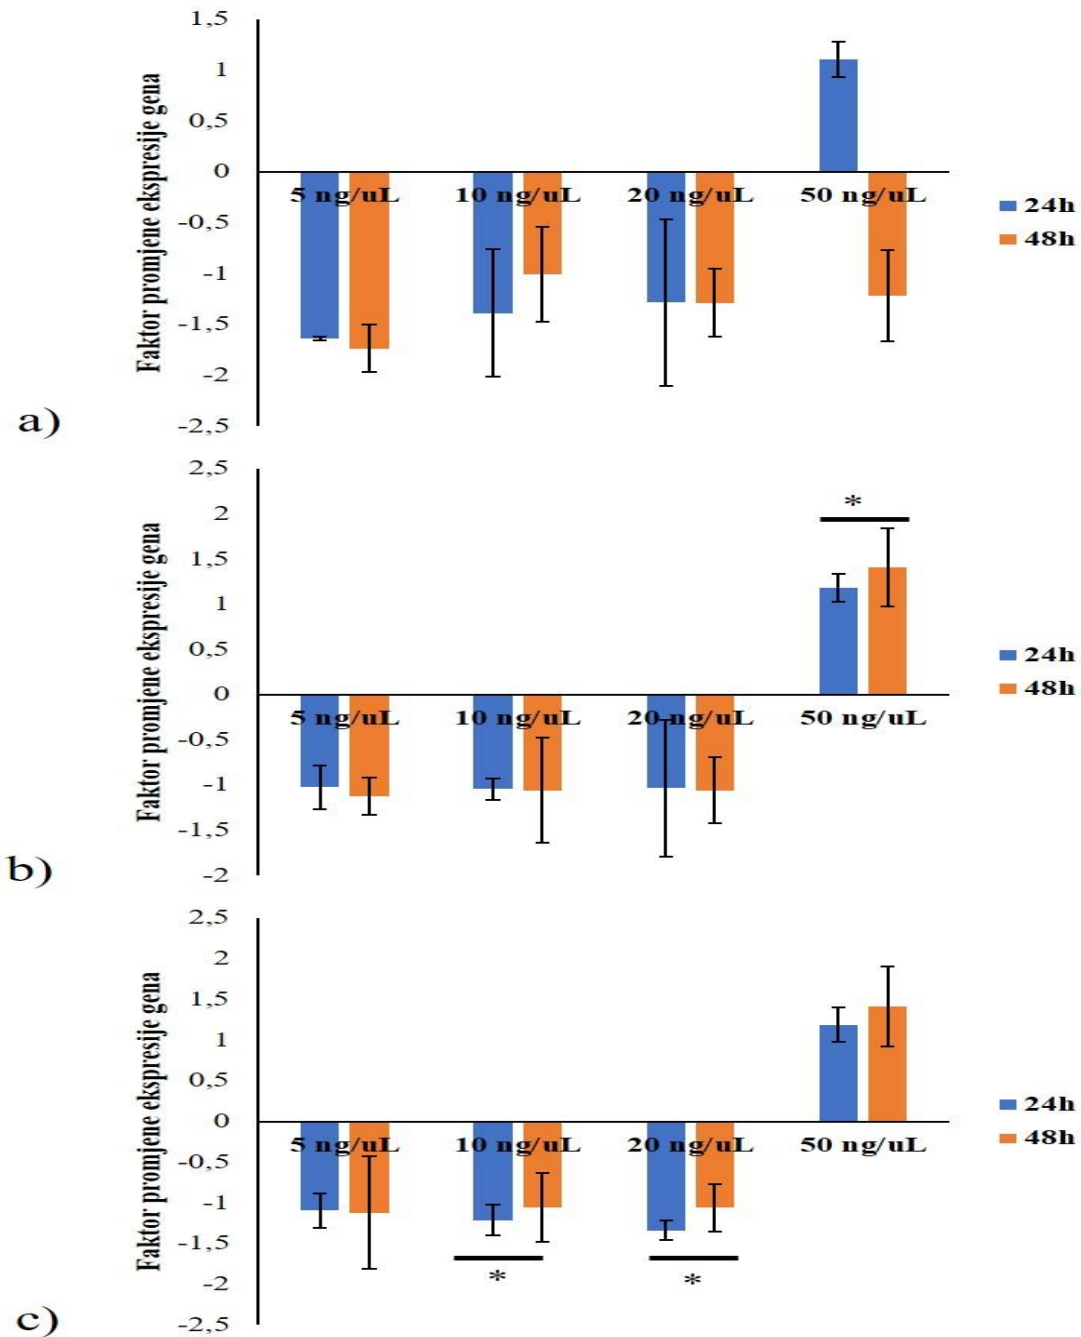 Faktor promjene ekspresije gena
1,5
1
0,5
0
-0,5
-1
-1,5
-2
-2,5
5 ng/uL 10 ng/uL 20 ng/uL 50 ng/uL
24h
48h
a)
Faktor promjene ekspresije gena
2,5
2
1,5
1
0,5
0
-0,5
-1
-1,5
-2
*
5 ng/uL 10 ng/uL 20 ng/uL 50 ng/uL
24h
48h
b)
Faktor promjene ekspresije gena
2,5
2
1,5
1
0,5
0
-0,5
-1
-1,5
-2
-2,5
5 ng/uL 10 ng/uL 20 ng/uL 50 ng/uL
* *
24h
48h
c)